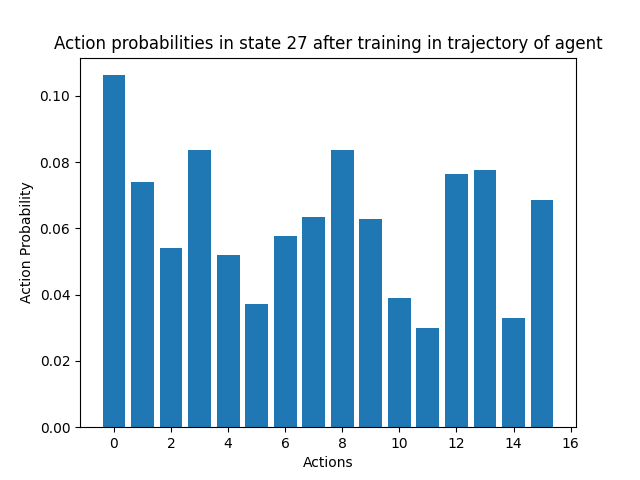 Action probabilities in state 27 after training in trajectory of agent
0.10
0.08
0.06
0.04
0.02
0.00
Action Probability
0 2 4 6 8 10 12 14 16
Actions